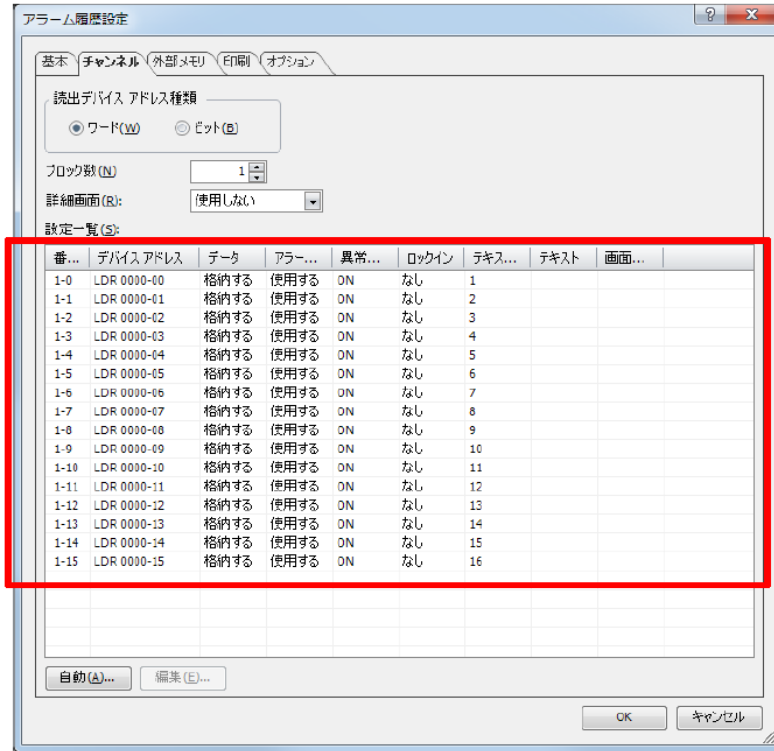 アラーム履歴設定
基本 チャンネル 外部メモリ 印刷 オプション
読出デバイス アドレス種類
ワード(W) ビット(B)
ブロック数(N) 1
詳細画面(R): 使用しない
設定一覧(S):
番... デバイス アドレス データ アラー... 異常... ロックイン テキス... テキスト 画面...
1-0 LDR 0000-00 格納する 使用する ON なし 1
1-1 LDR 0000-01 格納する 使用する ON なし 2
1-2 LDR 0000-02 格納する 使用する ON なし 3
1-3 LDR 0000-03 格納する 使用する ON なし 4
1-4 LDR 0000-04 格納する 使用する ON なし 5
1-5 LDR 0000-05 格納する 使用する ON なし 6
1-6 LDR 0000-06 格納する 使用する ON なし 7
1-7 LDR 0000-07 格納する 使用する ON なし 8
1-8 LDR 0000-08 格納する 使用する ON なし 9
1-9 LDR 0000-09 格納する 使用する ON なし 10
1-10 LDR 0000-10 格納する 使用する ON なし 11
1-11 LDR 0000-11 格納する 使用する ON なし 12
1-12 LDR 0000-12 格納する 使用する ON なし 13
1-13 LDR 0000-13 格納する 使用する ON なし 14
1-14 LDR 0000-14 格納する 使用する ON なし 15
1-15 LDR 0000-15 格納する 使用する ON なし 16
自動(A)... 編集(E)...
OK キャンセル